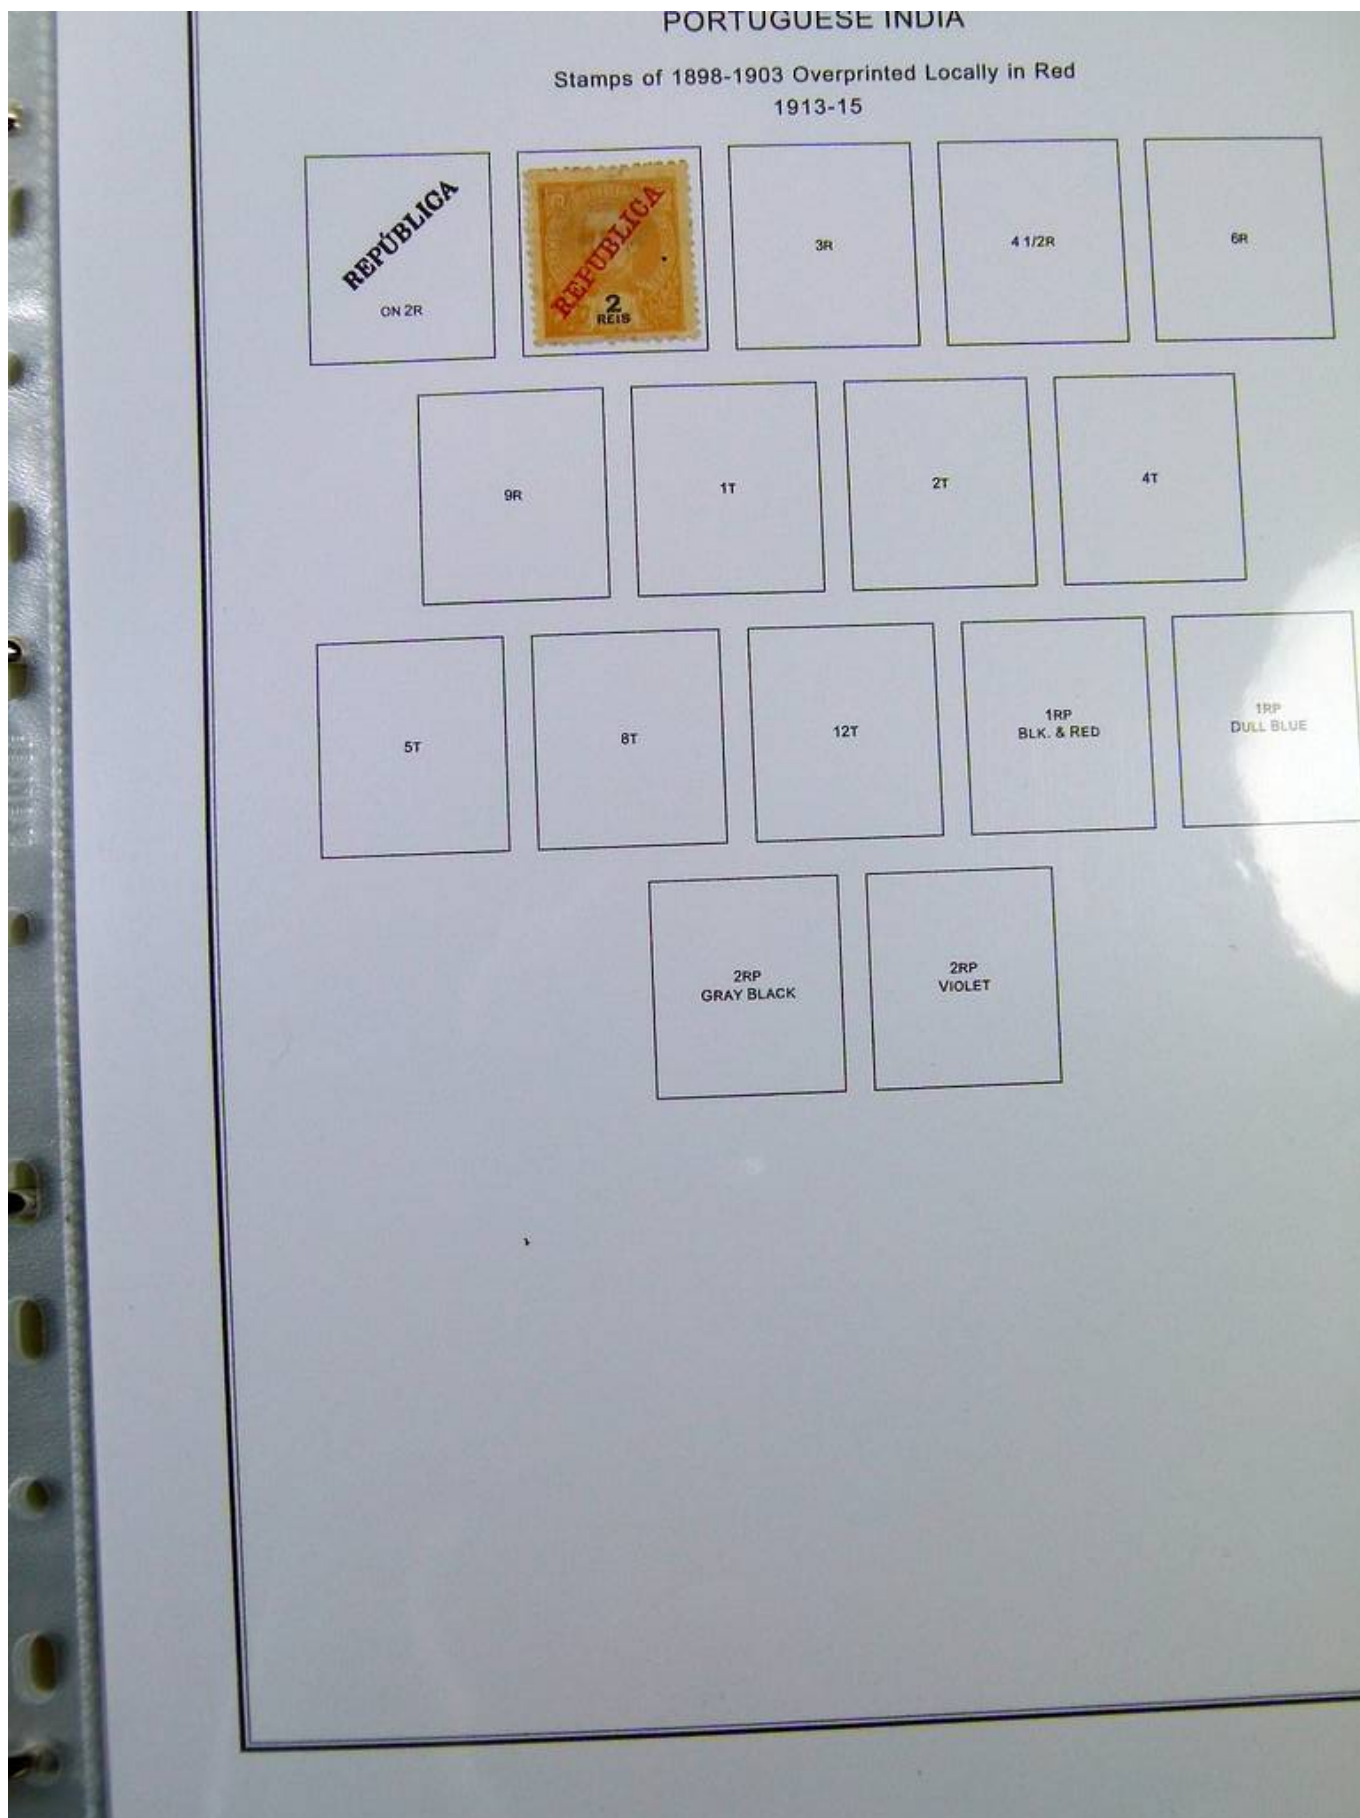 PORTUGUESE INDIA
Stamps of 1898-1903 Overprinted Locally in Red
1913-15
REPÚBLICA
ON 2R
REPUBLICA
2
REIS
3R
4 1/2R
6R
9R
1T
2T
4T
5T
8T
12T
1RP
BLK. & RED
1RP
DULL BLUE
2RP
GRAY BLACK
2RP
VIOLET